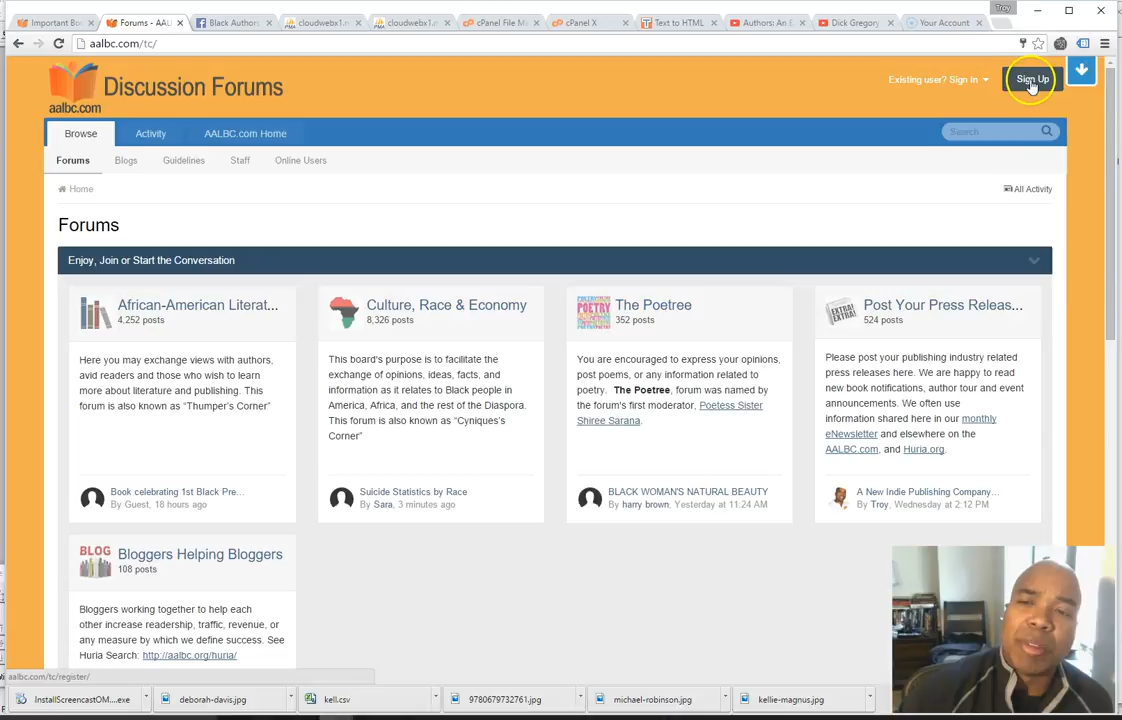 Troy
Important Bo
Forums - AAL
Black Authors
cloudwebx1.m
cloudwebx1.m
cPanel File M
cPanel X
Text to HTML
Authors: An E
Dick Gregory
Your Account
aalbc.com/tc/
aalbc.com
Discussion Forums
Existing user? Sign In
Sign Up
Browse
Activity
AALBC.com Home
Search...
Forums
Blogs
Guidelines
Staff
Online Users
Home
All Activity
Forums
Enjoy, Join or Start the Conversation
African-American Literat...
4,252 posts
Here you may exchange views with authors,
avid readers and those who wish to learn
more about literature and publishing. This
forum is also known as “Thumper’s Corner”
Book celebrating 1st Black Pre...
By Guest, 18 hours ago
Culture, Race & Economy
8,326 posts
This board's purpose is to facilitate the
exchange of opinions, ideas, facts, and
information as it relates to Black people in
America, Africa, and the rest of the Diaspora.
This forum is also known as “Cyniques’s
Corner”
Suicide Statistics by Race
By Sara, 3 minutes ago
POETRY
The Poetree
352 posts
You are encouraged to express your opinions,
post poems, or any information related to
poetry. The Poetree, forum was named by
the forum's first moderator, Poetess Sister
Shiree Sarana.
BLACK WOMAN'S NATURAL BEAUTY
By harry brown, Yesterday at 11:24 AM
EXTRA!
EXTRA!
Post Your Press Releas...
524 posts
Please post your publishing industry related
press releases here. We are happy to read
new book notifications, author tour and event
announcements. We often use
information shared here in our monthly
eNewsletter and elsewhere on the
AALBC.com, and Huria.org.
A New Indie Publishing Company...
By Troy, Wednesday at 2:12 PM
BLOG
Bloggers Helping Bloggers
108 posts
Bloggers working together to help each
other increase readership, traffic, revenue, or
any measure by which we define success. See
Huria Search: http://aalbc.org/huria/
aalbc.com/tc/register/
InstallScreencastOM....exe
deborah-davis.jpg
kell.csv
9780679732761.jpg
michael-robinson.jpg
kellie-magnus.jpg